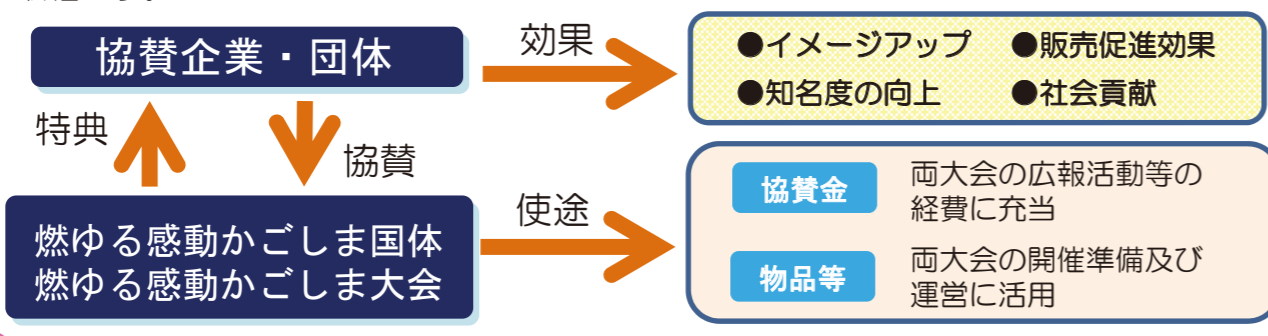 協賛企業・団体
効果
●イメージアップ ●販売促進効果
●知名度の向上 ●社会貢献
特典
協賛
燃ゆる感動かごしま国体
燃ゆる感動かごしま大会
使途
協賛金
両大会の広報活動等の
経費に充当
物品等
両大会の開催準備及び
運営に活用